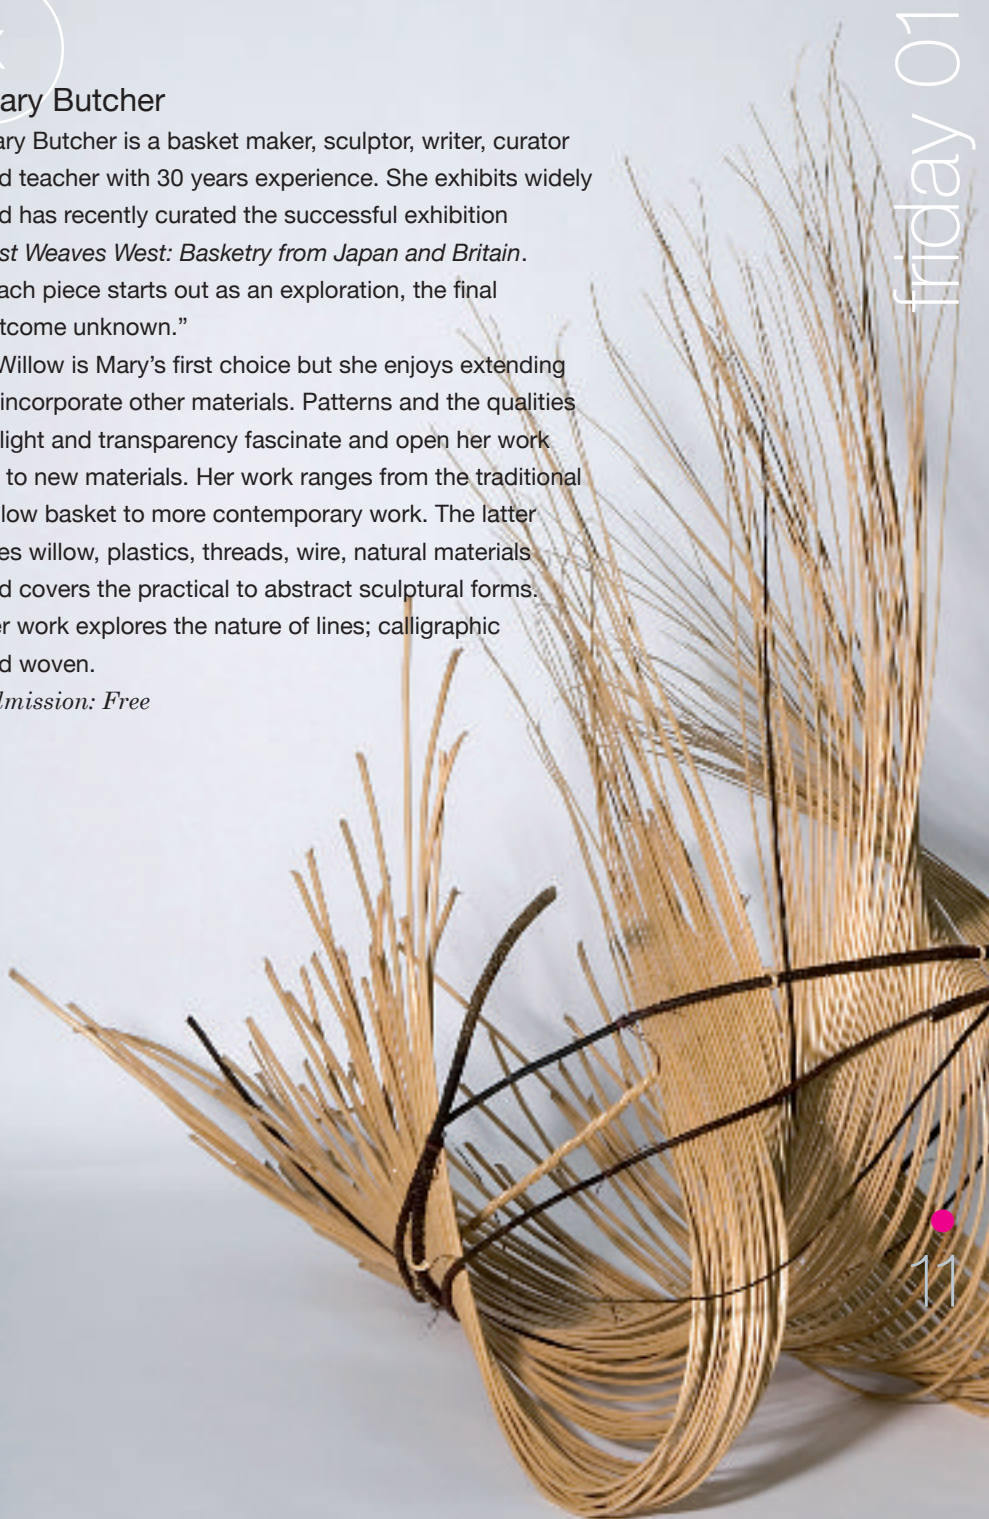 ary Butcher
ary Butcher is a basket maker, sculptor, writer, curator
d teacher with 30 years experience. She exhibits widely
d has recently curated the successful exhibition
st Weaves West: Basketry from Japan and Britain.
ach piece starts out as an exploration, the final
tcome unknown.”
Willow is Mary’s first choice but she enjoys extending
incorporate other materials. Patterns and the qualities
light and transparency fascinate and open her work
to new materials. Her work ranges from the traditional
low basket to more contemporary work. The latter
es willow, plastics, threads, wire, natural materials
d covers the practical to abstract sculptural forms.
er work explores the nature of lines; calligraphic
d woven.
lmission: Free
friday 01
11